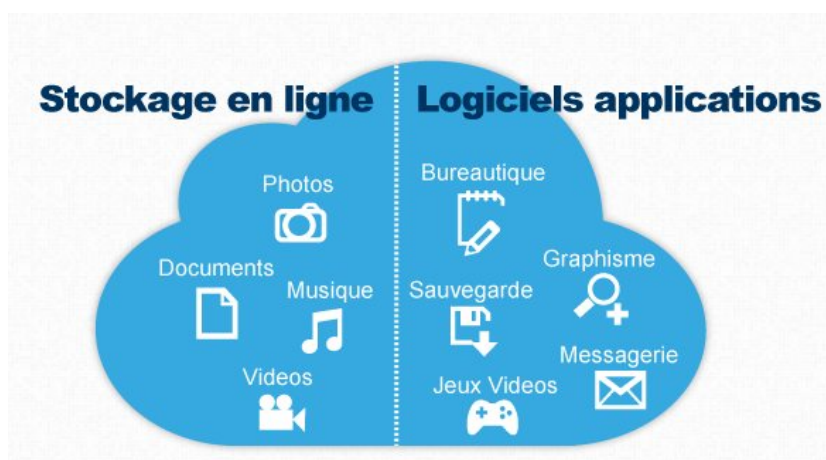 Stockage en ligne
Logiciels applications
Photos
Documents
Musique
Videos
Bureautique
Graphisme
Sauvegarde
Messagerie
Jeux Videos